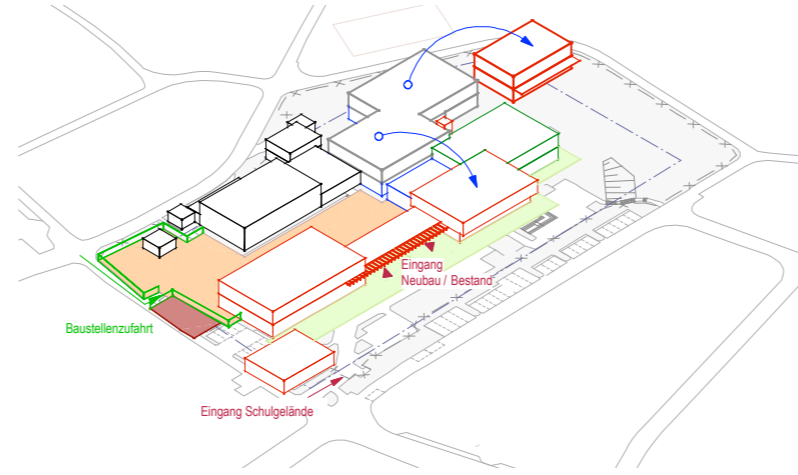 Eingang
Neubau / Bestand
Baustellenzufahrt
Eingang Schulgelände